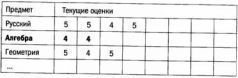 Предмет Текущие оценки
Русский 5 5 4 5
Алгебра 4 4
Геометрия 5 4 5
...